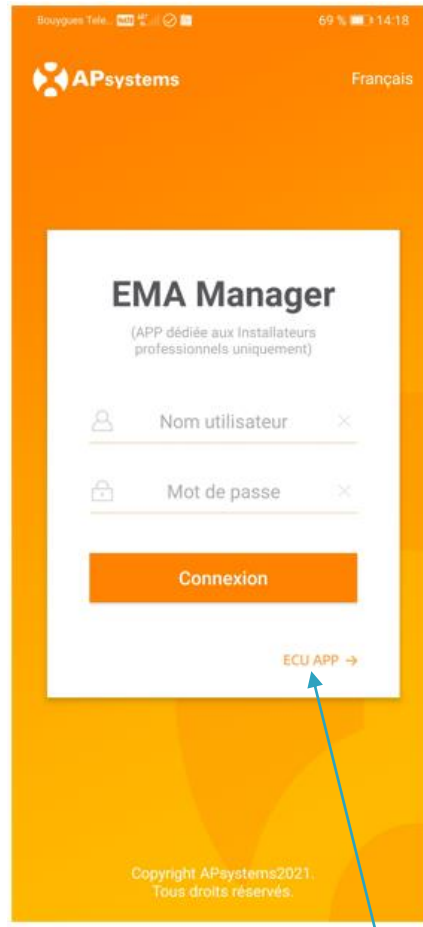 Bouygues Tele..
69 % 14:18
APsystems
Français
EMA Manager
(APP dédiée aux Installateurs
professionnels uniquement)
Nom utilisateur
Mot de passe
Connexion
ECU APP →
Copyright APsystems2021.
Tous droits réservés.